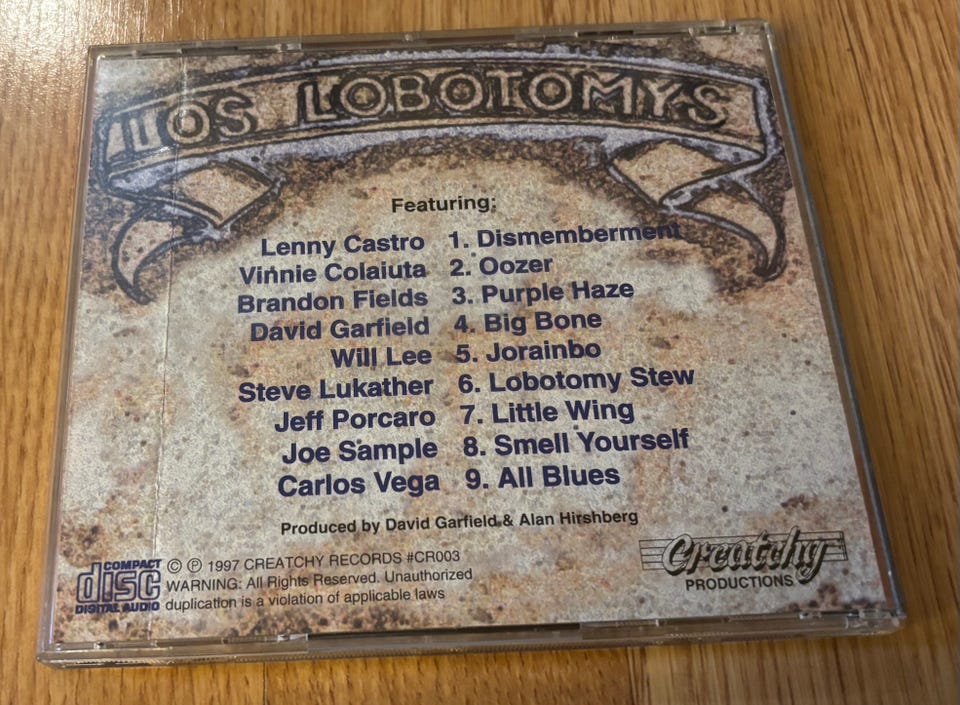 LOS LOBOTOMYS
Featuring:
Lenny Castro 1. Dismemberment
Vinnie Colaiuta 2. Oozer
Brandon Fields 3. Purple Haze
David Garfield 4. Big Bone
Will Lee 5. Jorainbo
Steve Lukather 6. Lobotomy Stew
Jeff Porcaro 7. Little Wing
Joe Sample 8. Smell Yourself
Carlos Vega 9. All Blues
Produced by David Garfield & Alan Hirshberg
COMPACT
disc
DIGITAL AUDIO
© ℗ 1997 CREATCHY RECORDS #CR003
WARNING: All Rights Reserved. Unauthorized
duplication is a violation of applicable laws
Creatchy
PRODUCTIONS